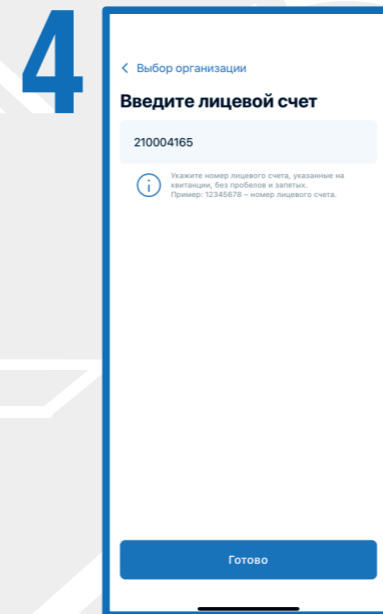 4
Выбор организации
Введите лицевой счет
210004165
Укажите номер лицевого счета, указанные на
квитанции, без пробелов и запятых.
Пример: 12345678 – номер лицевого счета.
Готово